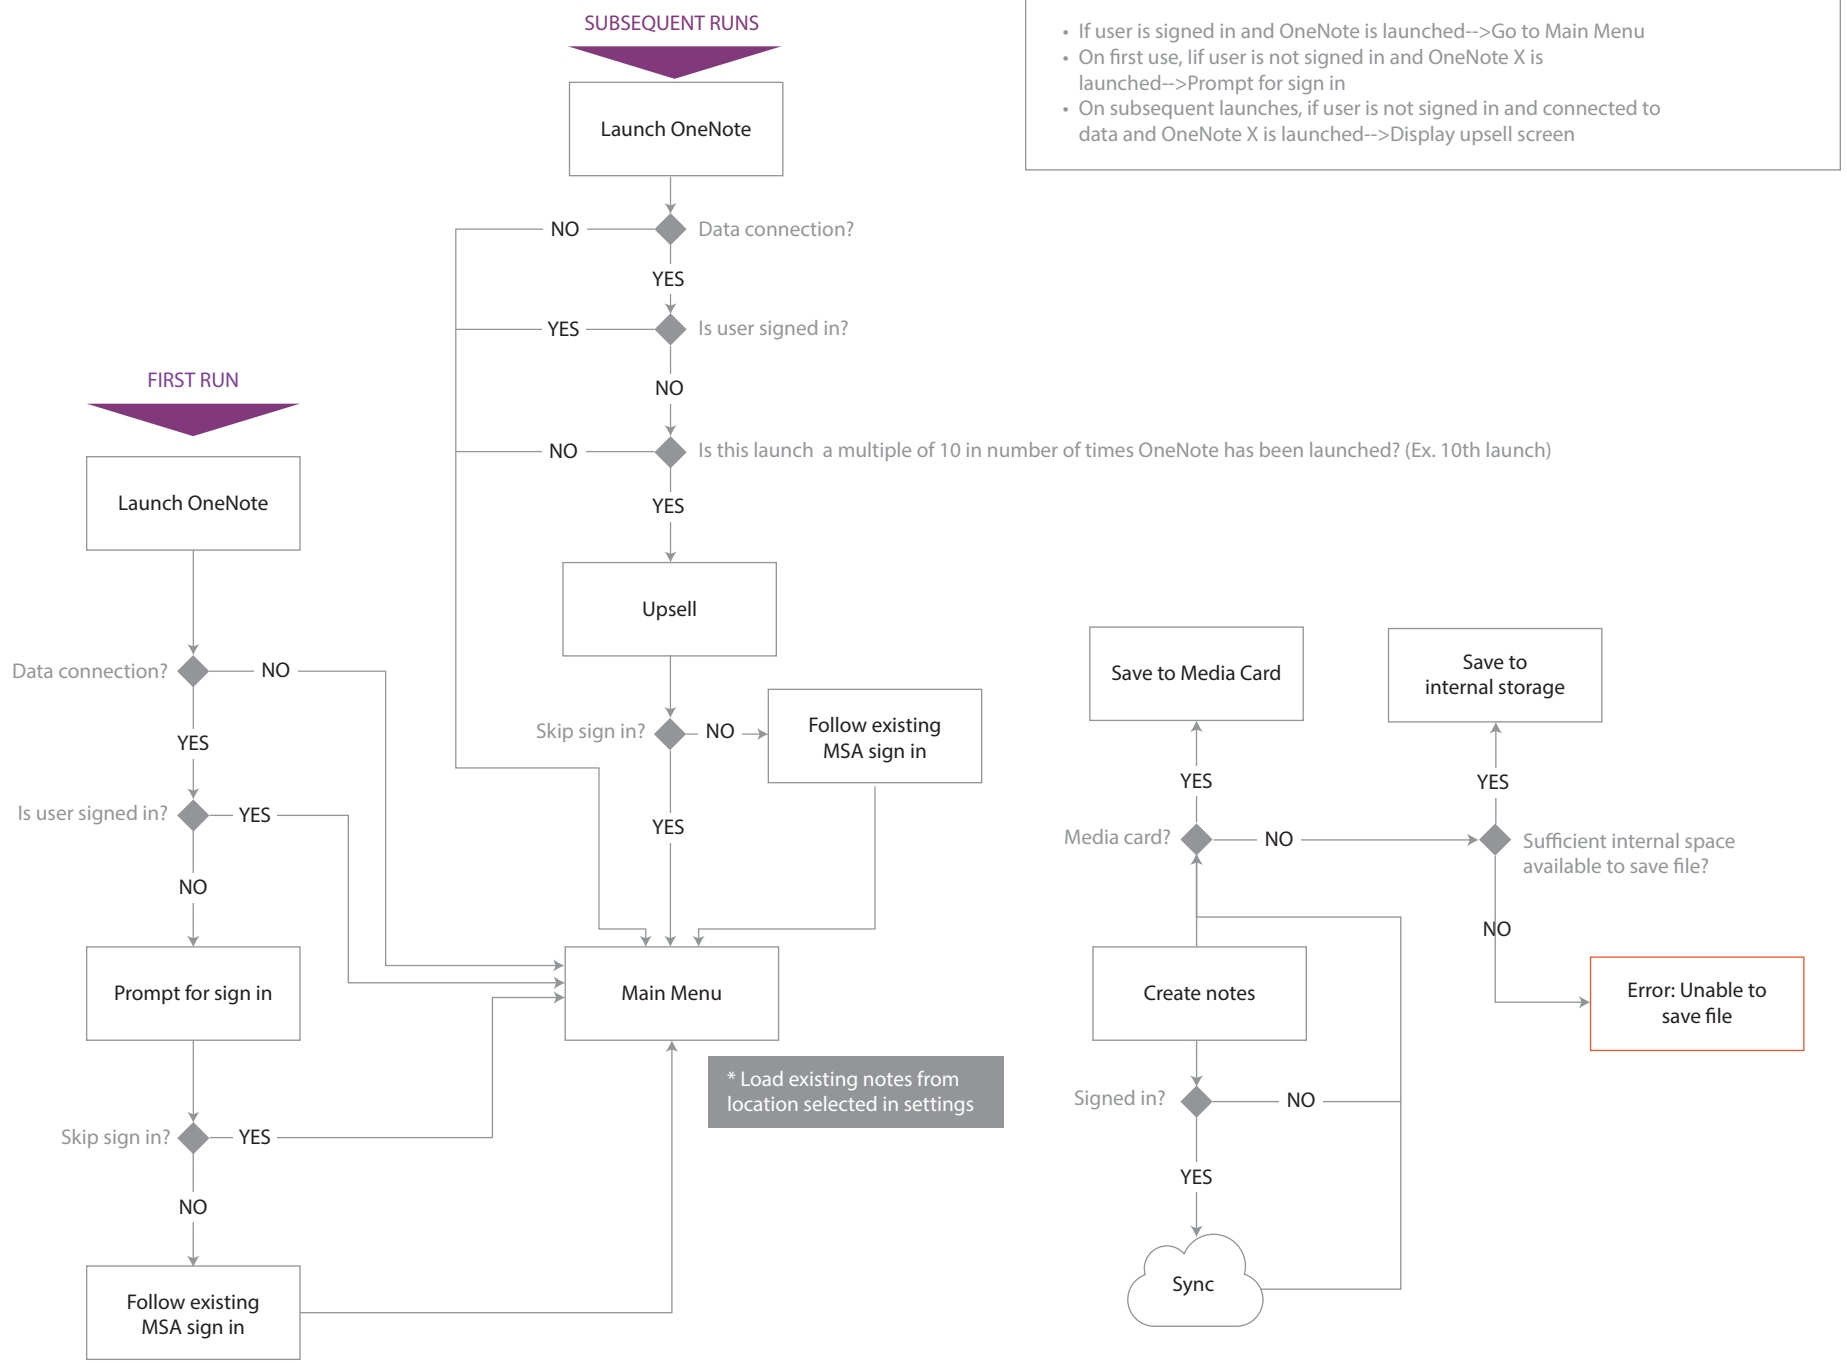 SUBSEQUENT RUNS
• If user is signed in and OneNote is launched-->Go to Main Menu
• On first use, Iif user is not signed in and OneNote X is
launched-->Prompt for sign in
• On subsequent launches, if user is not signed in and connected to
data and OneNote X is launched-->Display upsell screen
Launch OneNote
NO
Data connection?
YES
YES
Is user signed in?
NO
NO
Is this launch a multiple of 10 in number of times OneNote has been launched? (Ex. 10th launch)
YES
Upsell
Skip sign in?
NO
Follow existing
MSA sign in
YES
FIRST RUN
Launch OneNote
Data connection?
NO
YES
Is user signed in?
YES
NO
Prompt for sign in
Skip sign in?
YES
NO
Follow existing
MSA sign in
Main Menu
* Load existing notes from
location selected in settings
Save to Media Card
Save to
internal storage
YES
YES
Media card?
NO
Sufficient internal space
available to save file?
NO
Create notes
Error: Unable to
save file
Signed in?
NO
YES
Sync